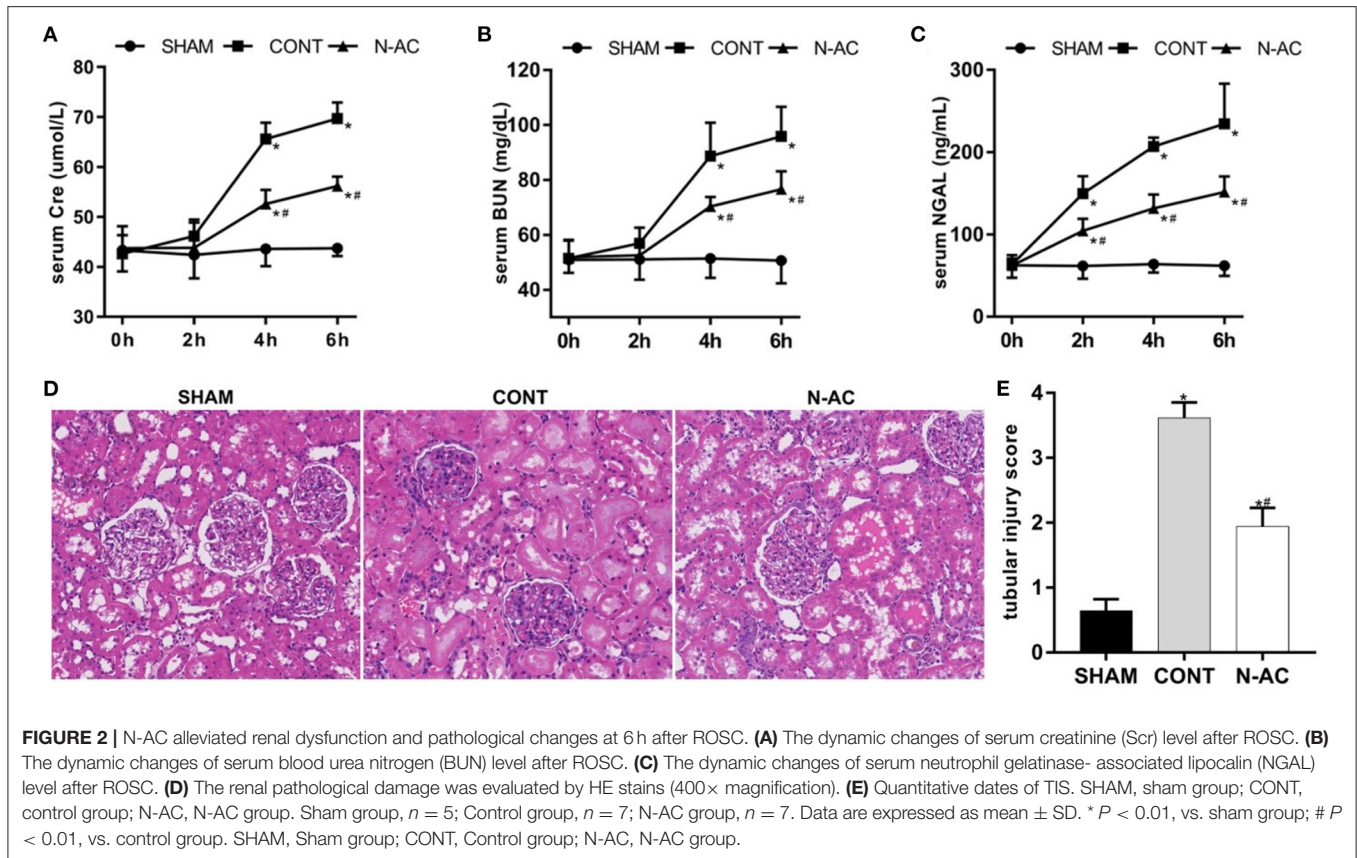 A
SHAM CONT N-AC
serum Cre (umol/L)
80
70
60
50
40
30
0h 2h 4h 6h
*
*
*#
*#
B
SHAM CONT N-AC
serum BUN (mg/dL)
120
100
80
60
40
0h 2h 4h 6h
*
*
*#
*#
C
SHAM CONT N-AC
serum NGAL (ng/mL)
300
200
100
0
0h 2h 4h 6h
*
*
*
*#
*#
*#
D
SHAM CONT N-AC
E
tubular injury score
4
3
2
1
0
*
*#
SHAM CONT N-AC
FIGURE 2 | N-AC alleviated renal dysfunction and pathological changes at 6 h after ROSC. (A) The dynamic changes of serum creatinine (Scr) level after ROSC. (B)
The dynamic changes of serum blood urea nitrogen (BUN) level after ROSC. (C) The dynamic changes of serum neutrophil gelatinase- associated lipocalin (NGAL)
level after ROSC. (D) The renal pathological damage was evaluated by HE stains (400× magnification). (E) Quantitative dates of TIS. SHAM, sham group; CONT,
control group; N-AC, N-AC group. Sham group, n = 5; Control group, n = 7; N-AC group, n = 7. Data are expressed as mean ± SD. * P < 0.01, vs. sham group; # P
< 0.01, vs. control group. SHAM, Sham group; CONT, Control group; N-AC, N-AC group.